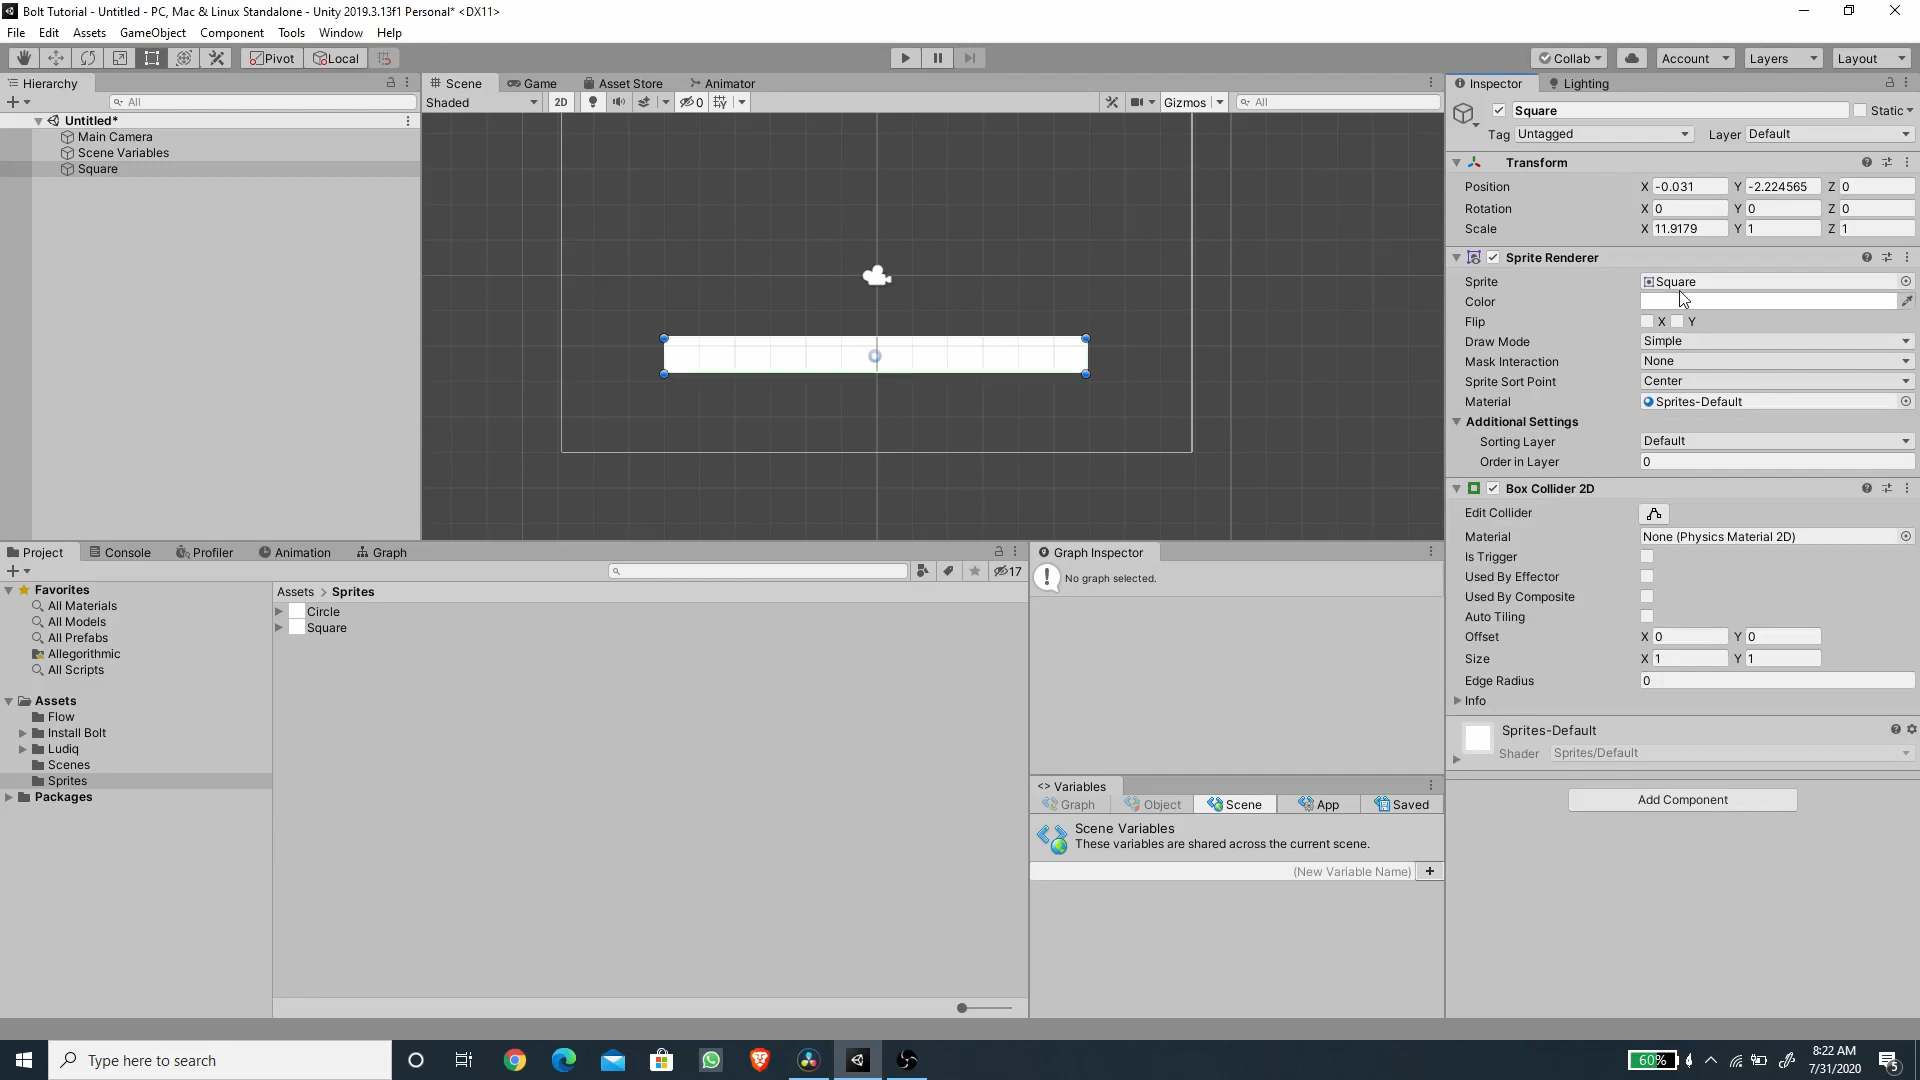 Bolt Tutorial - Untitled - PC, Mac & Linux Standalone - Unity 2019.3.13f1 Personal* <DX11>
File Edit Assets GameObject Component Tools Window Help
Pivot Local Collab Account Layers Layout
Hierarchy
All
Untitled*
Main Camera
Scene Variables
Square
Scene Game Asset Store Animator
Shaded 2D 0 Gizmos All
Inspector Lighting
Square Static
Tag Untagged Layer Default
Transform
Position X -0.031 Y -2.224565 Z 0
Rotation X 0 Y 0 Z 0
Scale X 11.9179 Y 1 Z 1
Sprite Renderer
Sprite Square
Color
Flip X Y
Draw Mode Simple
Mask Interaction None
Sprite Sort Point Center
Material Sprites-Default
Additional Settings
Sorting Layer Default
Order in Layer 0
Box Collider 2D
Edit Collider
Material None (Physics Material 2D)
Is Trigger
Used By Effector
Used By Composite
Auto Tiling
Offset X 0 Y 0
Size X 1 Y 1
Edge Radius 0
Info
Sprites-Default
Shader Sprites/Default
Add Component
Project Console Profiler Animation Graph
17
Favorites
All Materials
All Models
All Prefabs
Allegorithmic
All Scripts
Assets
Flow
Install Bolt
Ludiq
Scenes
Sprites
Packages
Assets > Sprites
Circle
Square
Graph Inspector
No graph selected.
<> Variables
Graph Object Scene App Saved
Scene Variables
These variables are shared across the current scene.
(New Variable Name) +
Type here to search
60%
8:22 AM
7/31/2020
5